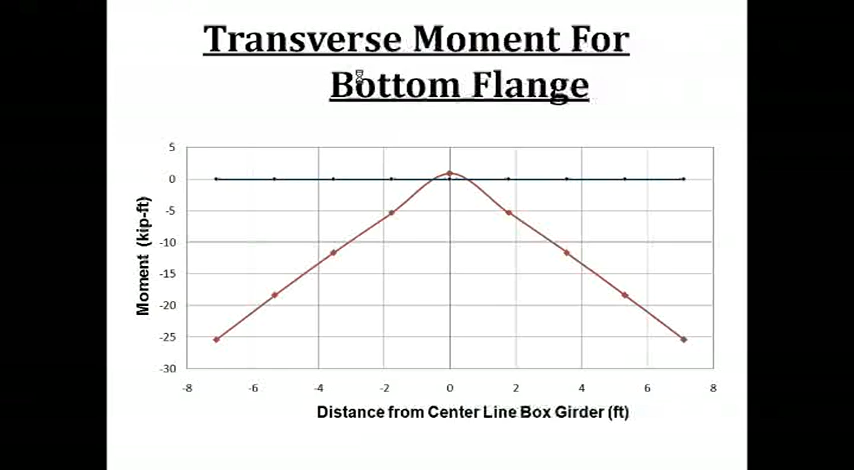 Transverse Moment For
Bottom Flange
5
0
-5
-10
-15
-20
-25
-30
Moment (kip-ft)
-8 -6 -4 -2 0 2 4 6 8
Distance from Center Line Box Girder (ft)